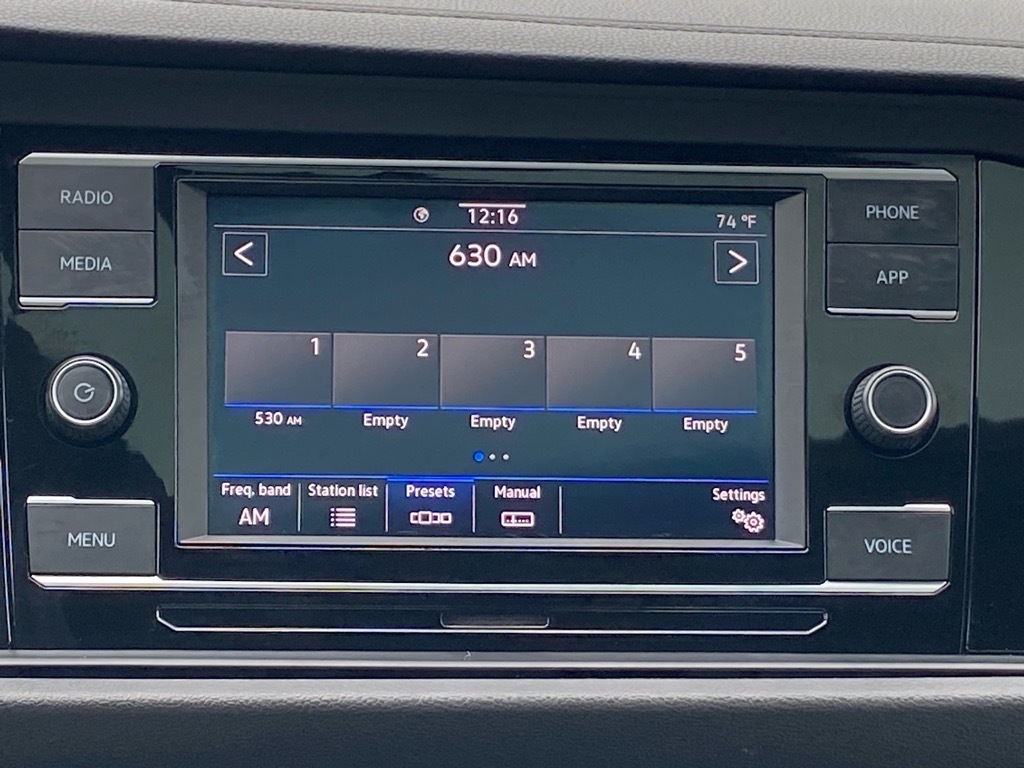 RADIO
MEDIA
MENU
12:16
74 °F
<
630 AM
>
1 2 3 4 5
530 AM Empty Empty Empty Empty
Freq. band Station list Presets Manual Settings
AM
PHONE
APP
VOICE